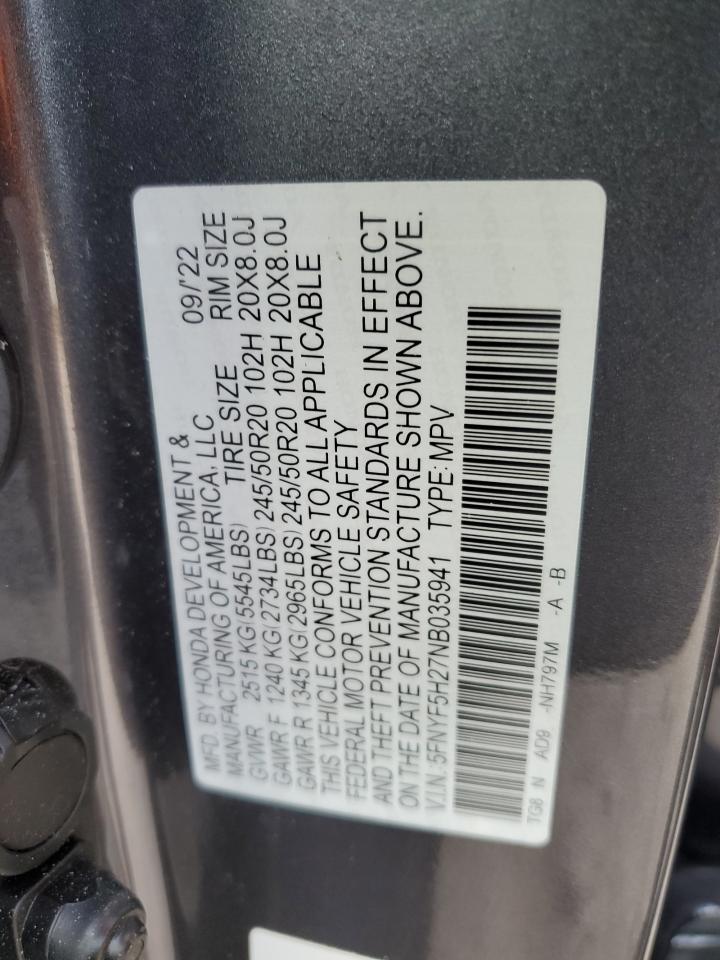 MFD. BY HONDA DEVELOPMENT &
MANUFACTURING OF AMERICA, LLC 09/'22
GVWR 2515 KG(5545LBS) TIRE SIZE RIM SIZE
GAWR F 1240 KG(2734LBS) 245/50R20 102H 20X8.0J
GAWR R 1345 KG(2965LBS) 245/50R20 102H 20X8.0J
THIS VEHICLE CONFORMS TO ALL APPLICABLE
FEDERAL MOTOR VEHICLE SAFETY
AND THEFT PREVENTION STANDARDS IN EFFECT
ON THE DATE OF MANUFACTURE SHOWN ABOVE.
V.I.N.:5FNYF5H27NB035941 TYPE: MPV
TG8 N AD9 -NH797M -A -B